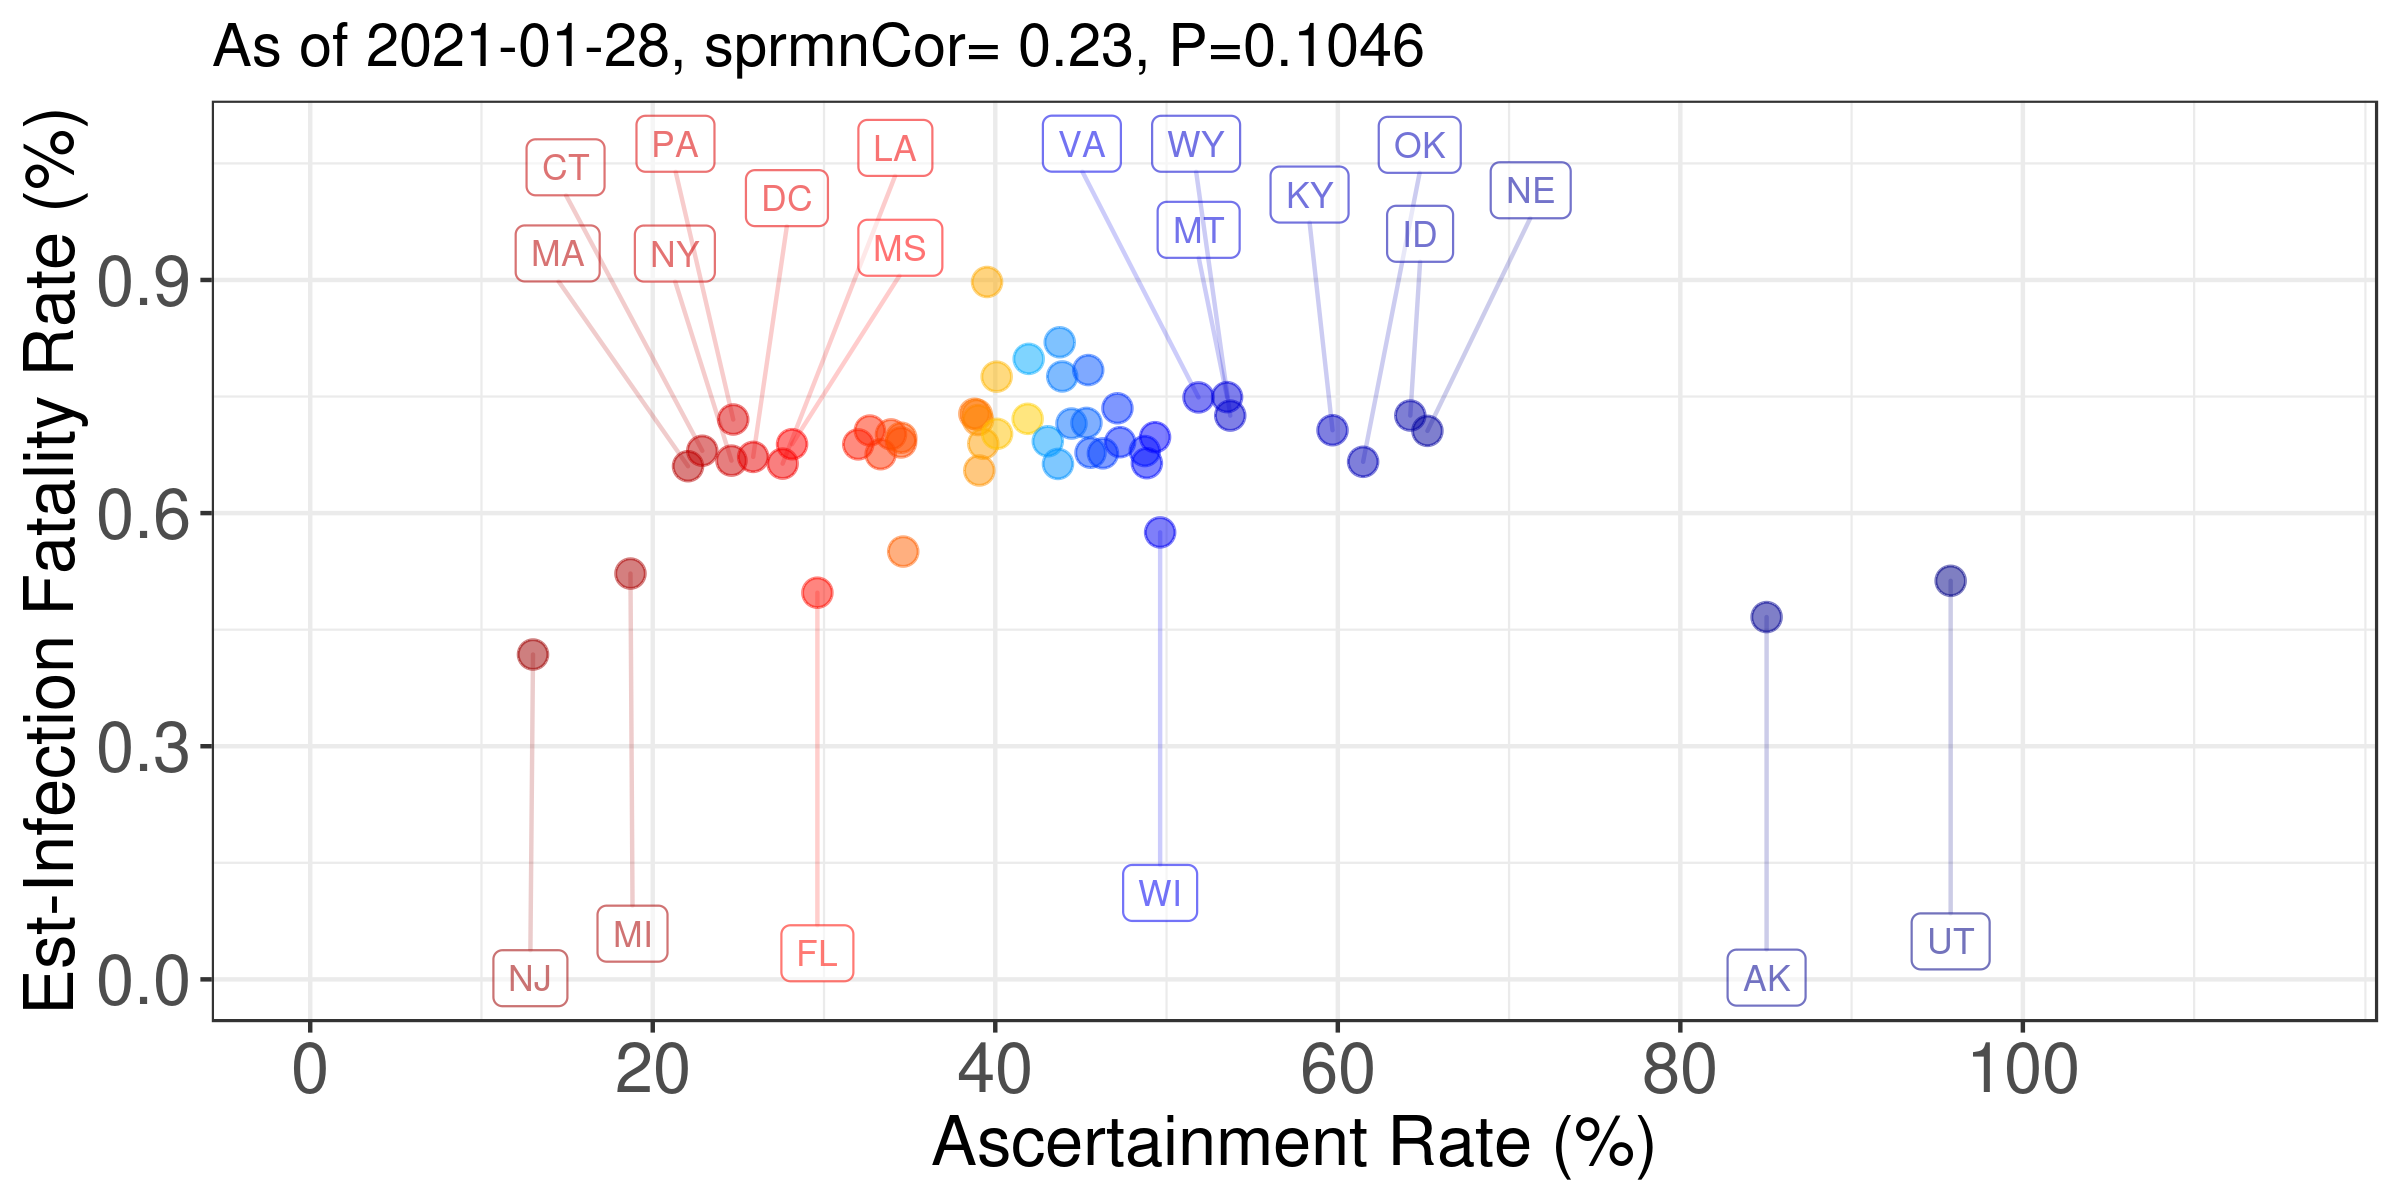 As of 2021-01-28, sprmnCor= 0.23, P=0.1046
Est-Infection Fatality Rate (%)
0.9
0.6
0.3
0.0
CT
PA
DC
LA
MA
NY
MS
VA
WY
MT
KY
OK
ID
NE
NJ
MI
FL
WI
AK
UT
0
20
40
60
80
100
Ascertainment Rate (%)